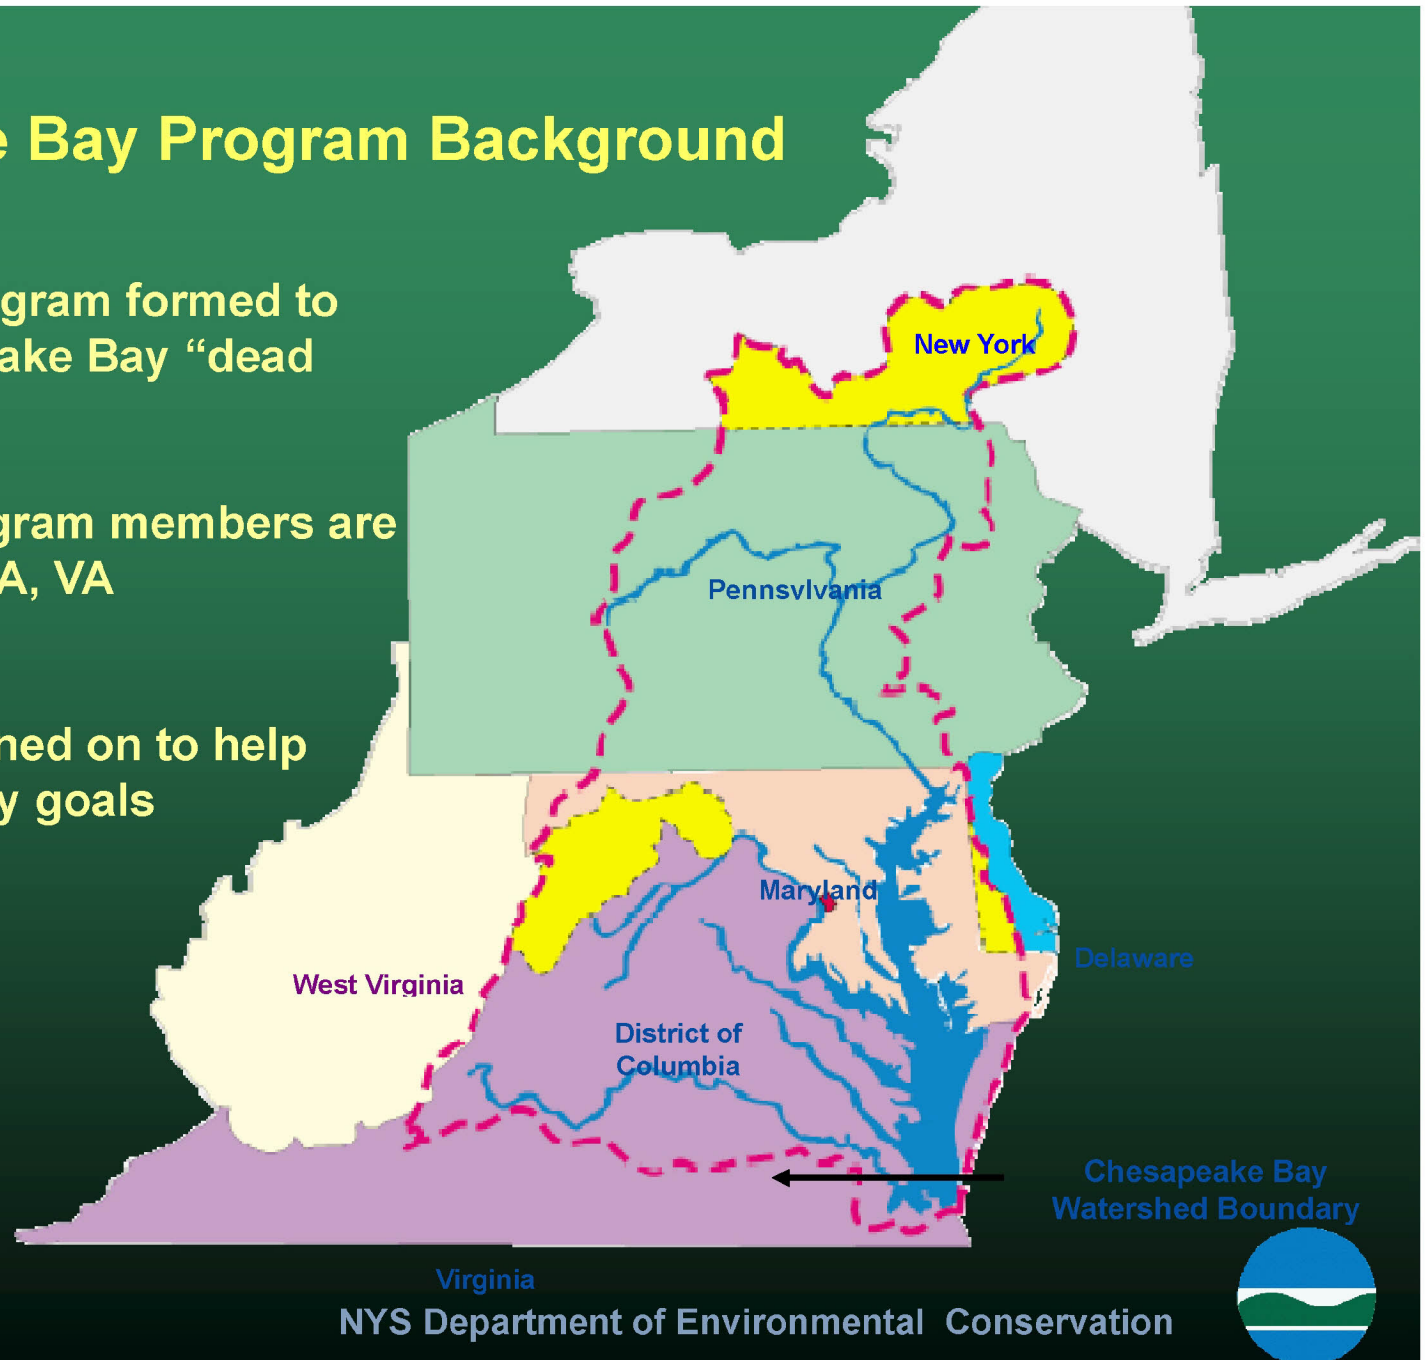 e Bay Program Background
gram formed to
ake Bay “dead
gram members are
A, VA
ned on to help
y goals
New York
Pennsvlvania
Maryland
Delaware
West Virginia
District of
Columbia
Chesapeake Bay
Watershed Boundary
Virginia
NYS Department of Environmental Conservation